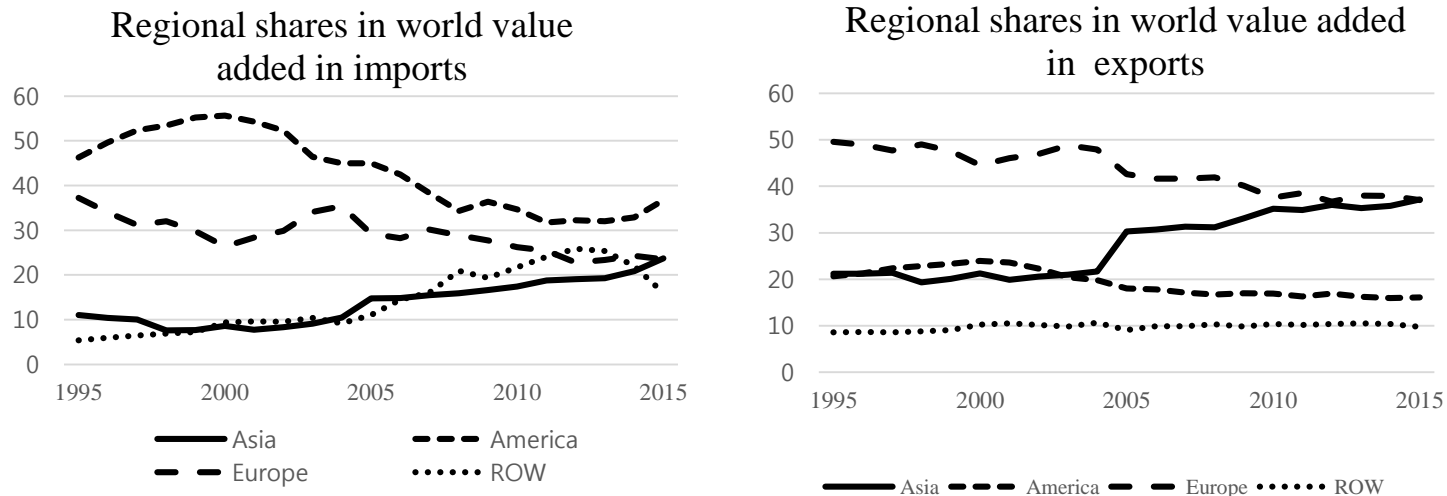 Regional shares in world value
added in imports
60
50
40
30
20
10
0
1995 2000 2005 2010 2015
Asia America
Europe ROW
Regional shares in world value added
in exports
60
50
40
30
20
10
0
1995 2000 2005 2010 2015
Asia America Europe ROW